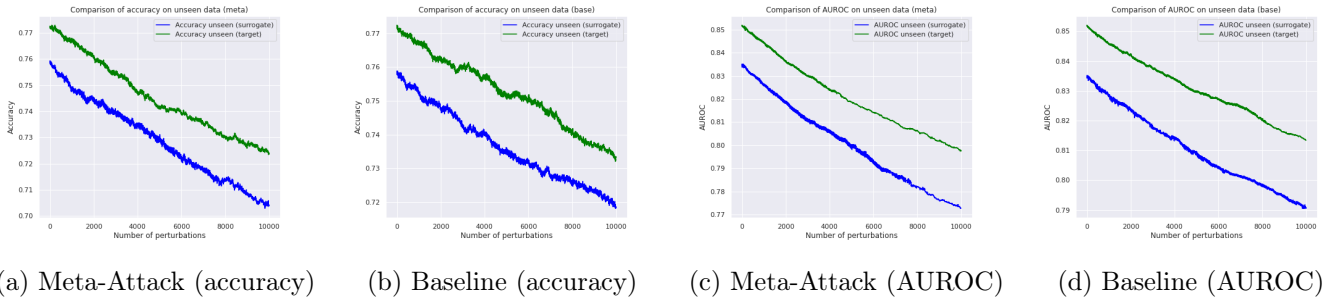 Comparison of accuracy on unseen data (meta)
Accuracy unseen (surrogate)
Accuracy unseen (target)
0.77
0.76
0.75
0.74
0.73
0.72
0.71
0.70
Accuracy
0 2000 4000 6000 8000 10000
Number of perturbations
Comparison of accuracy on unseen data (base)
Accuracy unseen (surrogate)
Accuracy unseen (target)
0.77
0.76
0.75
0.74
0.73
0.72
Accuracy
0 2000 4000 6000 8000 10000
Number of perturbations
Comparison of AUROC on unseen data (meta)
AUROC unseen (surrogate)
AUROC unseen (target)
0.85
0.84
0.83
0.82
0.81
0.80
0.79
0.78
0.77
AUROC
0 2000 4000 6000 8000 10000
Number of perturbations
Comparison of AUROC on unseen data (base)
AUROC unseen (surrogate)
AUROC unseen (target)
0.85
0.84
0.83
0.82
0.81
0.80
0.79
AUROC
0 2000 4000 6000 8000 10000
Number of perturbations
a) Meta-Attack (accuracy)
(b) Baseline (accuracy)
(c) Meta-Attack (AUROC)
(d) Baseline (AUROC)